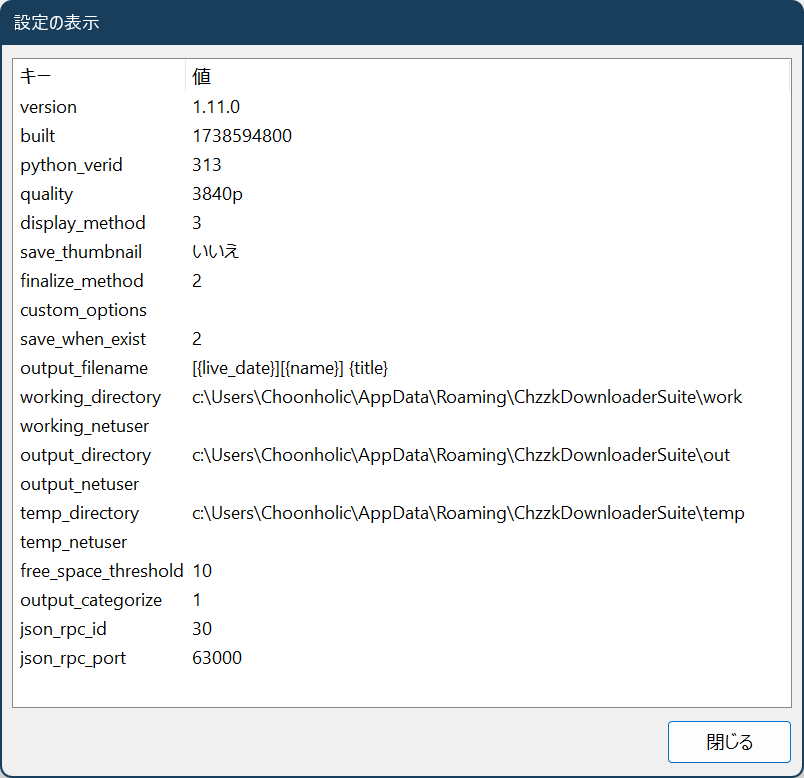 設定の表示
キー 値
version 1.11.0
built 1738594800
python_verid 313
quality 3840p
display_method 3
save_thumbnail いいえ
finalize_method 2
custom_options
save_when_exist 2
output_filename [{live_date}][{name}] {title}
working_directory c:\Users\Choonholic\AppData\Roaming\ChzzkDownloaderSuite\work
working_netuser
output_directory c:\Users\Choonholic\AppData\Roaming\ChzzkDownloaderSuite\out
output_netuser
temp_directory c:\Users\Choonholic\AppData\Roaming\ChzzkDownloaderSuite\temp
temp_netuser
free_space_threshold 10
output_categorize 1
json_rpc_id 30
json_rpc_port 63000
閉じる